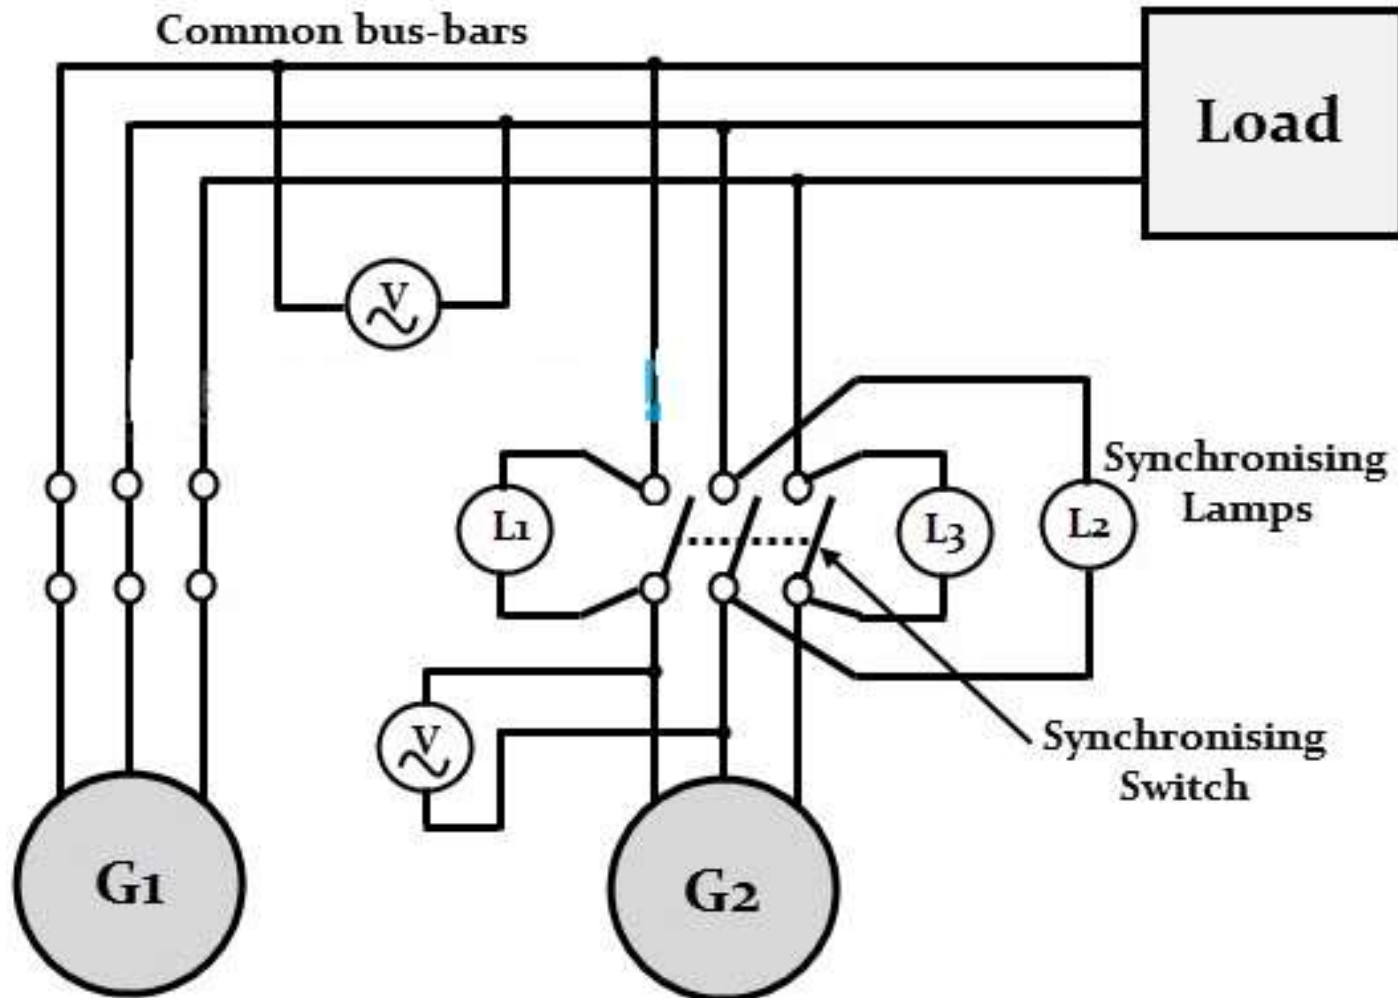 Common bus-bars
Load
V
L1
L3
L2
Synchronising
Lamps
V
Synchronising
Switch
G1
G2